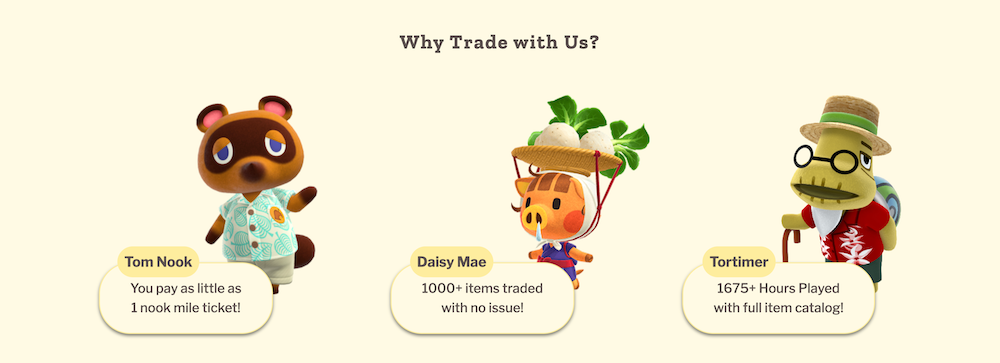 Why Trade with Us?
Tom Nook
You pay as little as
1 nook mile ticket!
Daisy Mae
1000+ items traded
with no issue!
Tortimer
1675+ Hours Played
with full item catalog!